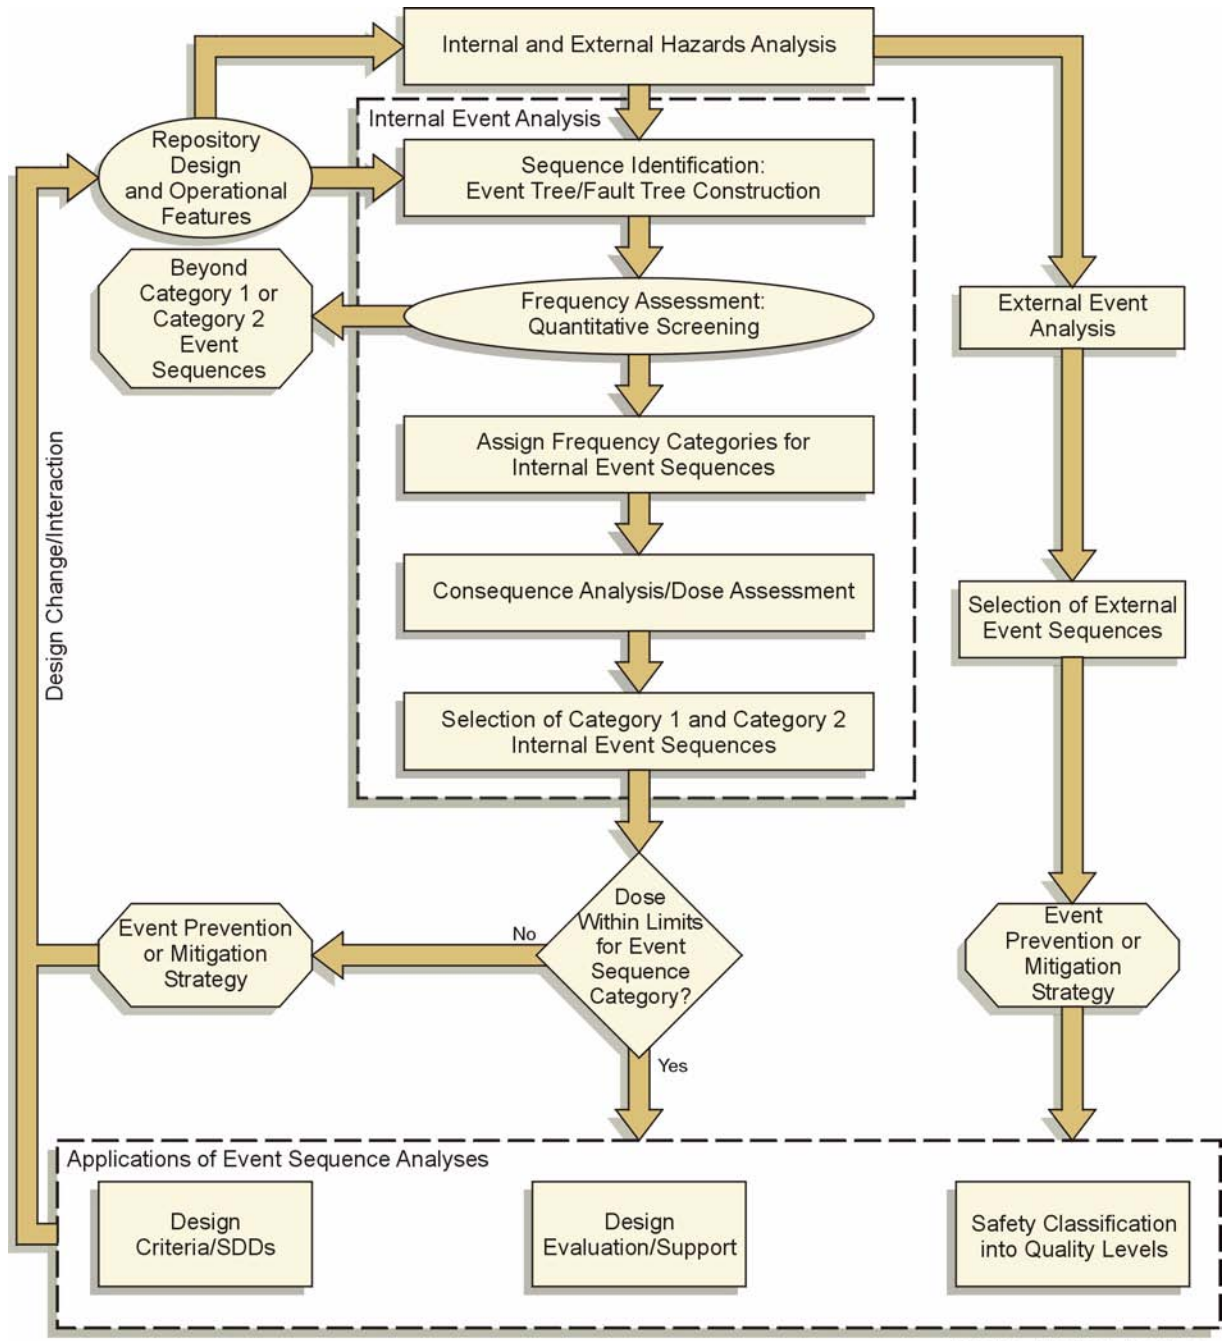 Internal and External Hazards Analysis
Internal Event Analysis
Repository
Design
and Operational
Features
Sequence Identification:
Event Tree/Fault Tree Construction
Beyond
Category 1 or
Category 2
Event
Sequences
Frequency Assessment:
Quantitative Screening
External Event
Analysis
Assign Frequency Categories for
Internal Event Sequences
Design Change/Interaction
Consequence Analysis/Dose Assessment
Selection of External
Event Sequences
Selection of Category 1 and Category 2
Internal Event Sequences
Dose
Within Limits
for Event
Sequence
Category?
No
Event Prevention
or Mitigation
Strategy
Event
Prevention or
Mitigation
Strategy
Yes
Applications of Event Sequence Analyses
Design
Criteria/SDDs
Design
Evaluation/Support
Safety Classification
into Quality Levels